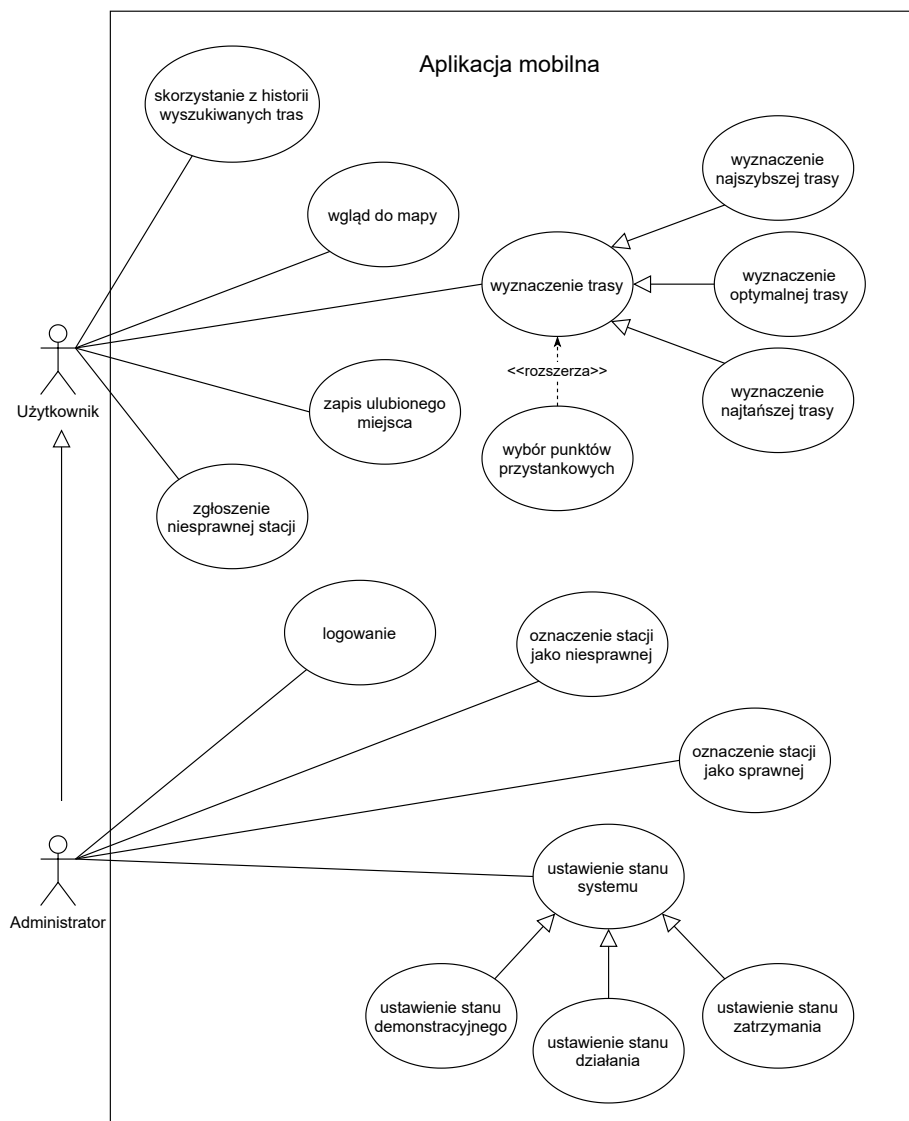 Aplikacja mobilna
skorzystanie z historii
wyszukiwanych tras
wyznaczenie
najszybszej trasy
wgląd do mapy
wyznaczenie trasy
wyznaczenie
optymalnej trasy
<<rozszerza>>
Użytkownik
zapis ulubionego
miejsca
wyznaczenie
najtańszej trasy
wybór punktów
przystankowych
zgłoszenie
niesprawnej stacji
logowanie
oznaczenie stacji
jako niesprawnej
oznaczenie stacji
jako sprawnej
ustawienie stanu
systemu
Administrator
ustawienie stanu
demonstracyjnego
ustawienie stanu
działania
ustawienie stanu
zatrzymania